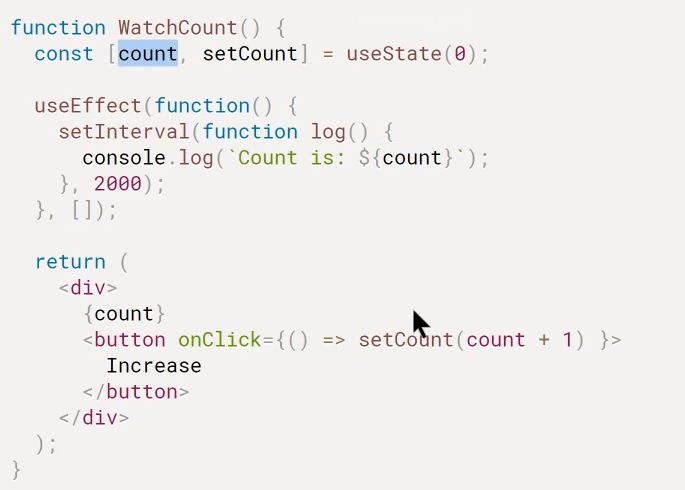 function WatchCount() {
  const [count, setCount] = useState(0);

  useEffect(function() {
    setInterval(function log() {
      console.log(`Count is: ${count}`);
    }, 2000);
  }, []);

  return (
    <div>
      {count}
      <button onClick={() => setCount(count + 1) }>
        Increase
      </button>
    </div>
  );
}